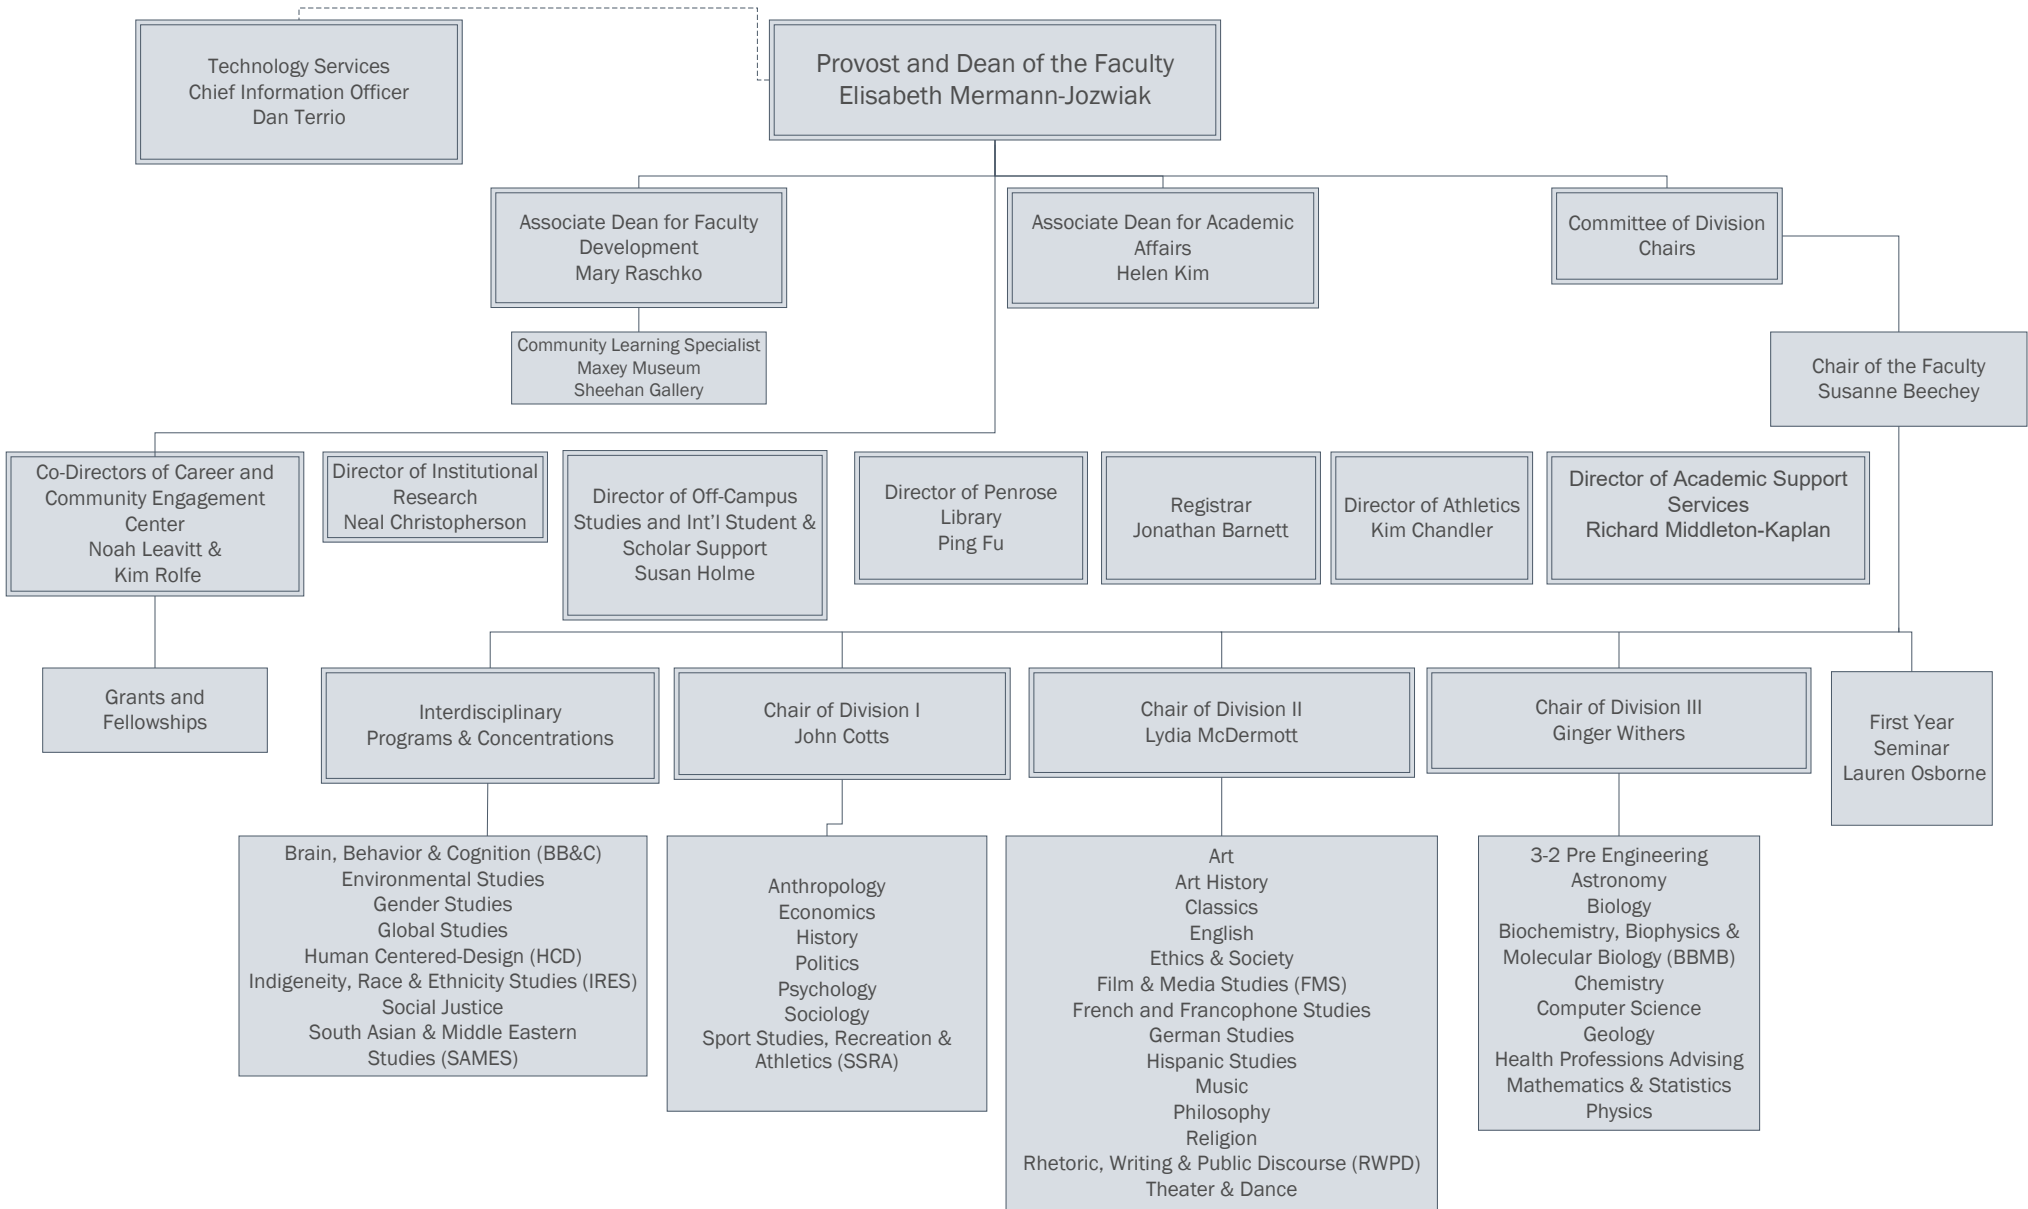 Technology Services
Chief Information Officer
Dan Terrio
Provost and Dean of the Faculty
Elisabeth Mermann-Jozwiak
Associate Dean for Faculty
Development
Mary Raschko
Associate Dean for Academic
Affairs
Helen Kim
Committee of Division
Chairs
Community Learning Specialist
Maxey Museum
Sheehan Gallery
Chair of the Faculty
Susanne Beechey
Co-Directors of Career and
Community Engagement
Center
Noah Leavitt &
Kim Rolfe
Director of Institutional
Research
Neal Christopherson
Director of Off-Campus
Studies and Int'l Student &
Scholar Support
Susan Holme
Director of Penrose
Library
Ping Fu
Registrar
Jonathan Barnett
Director of Athletics
Kim Chandler
Director of Academic Support
Services
Richard Middleton-Kaplan
Grants and
Fellowships
Interdisciplinary
Programs & Concentrations
Chair of Division I
John Cotts
Chair of Division II
Lydia McDermott
Chair of Division III
Ginger Withers
First Year
Seminar
Lauren Osborne
Brain, Behavior & Cognition (BB&C)
Environmental Studies
Gender Studies
Global Studies
Human Centered-Design (HCD)
Indigeneity, Race & Ethnicity Studies (IRES)
Social Justice
South Asian & Middle Eastern
Studies (SAMES)
Anthropology
Economics
History
Politics
Psychology
Sociology
Sport Studies, Recreation &
Athletics (SSRA)
Art
Art History
Classics
English
Ethics & Society
Film & Media Studies (FMS)
French and Francophone Studies
German Studies
Hispanic Studies
Music
Philosophy
Religion
Rhetoric, Writing & Public Discourse (RWPD)
Theater & Dance
3-2 Pre Engineering
Astronomy
Biology
Biochemistry, Biophysics &
Molecular Biology (BBMB)
Chemistry
Computer Science
Geology
Health Professions Advising
Mathematics & Statistics
Physics